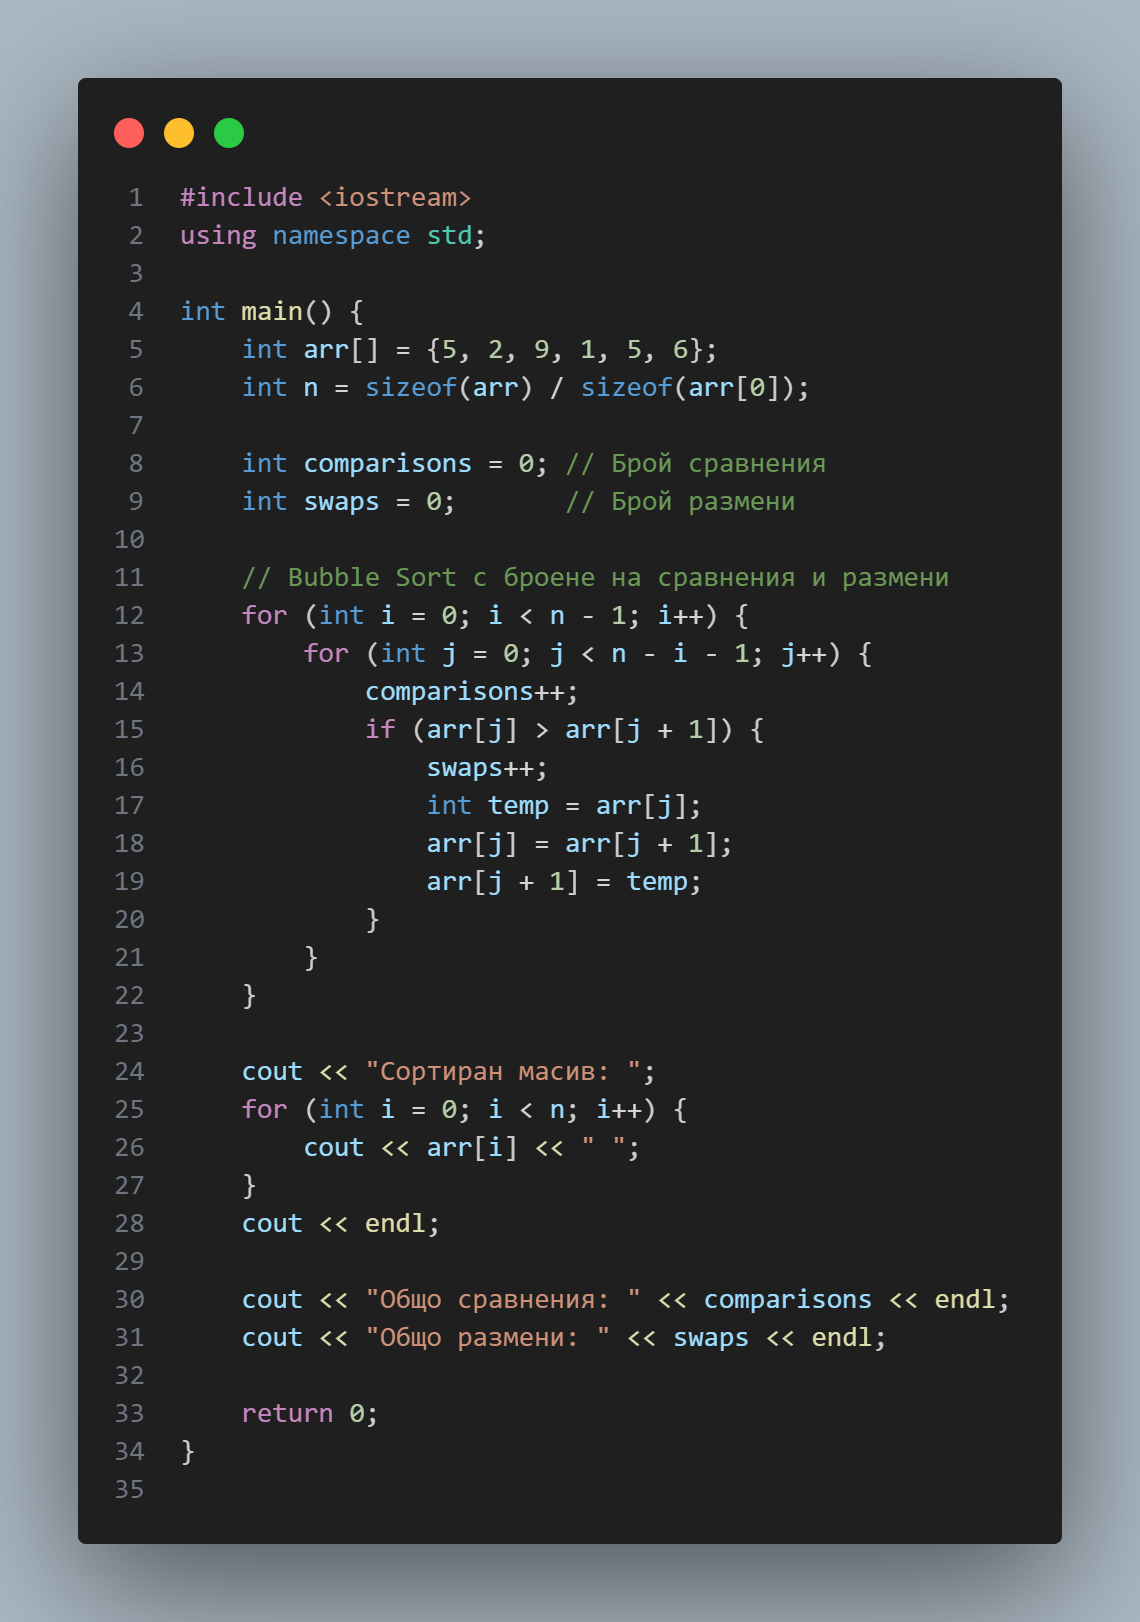 1 #include <iostream>
2 using namespace std;
3
4 int main() {
5     int arr[] = {5, 2, 9, 1, 5, 6};
6     int n = sizeof(arr) / sizeof(arr[0]);
7
8     int comparisons = 0; // Брой сравнения
9     int swaps = 0;       // Брой размени
10
11     // Bubble Sort с броене на сравнения и размени
12     for (int i = 0; i < n - 1; i++) {
13         for (int j = 0; j < n - i - 1; j++) {
14             comparisons++;
15             if (arr[j] > arr[j + 1]) {
16                 swaps++;
17                 int temp = arr[j];
18                 arr[j] = arr[j + 1];
19                 arr[j + 1] = temp;
20             }
21         }
22     }
23
24     cout << "Сортиран масив: ";
25     for (int i = 0; i < n; i++) {
26         cout << arr[i] << " ";
27     }
28     cout << endl;
29
30     cout << "Общо сравнения: " << comparisons << endl;
31     cout << "Общо размени: " << swaps << endl;
32
33     return 0;
34 }
35